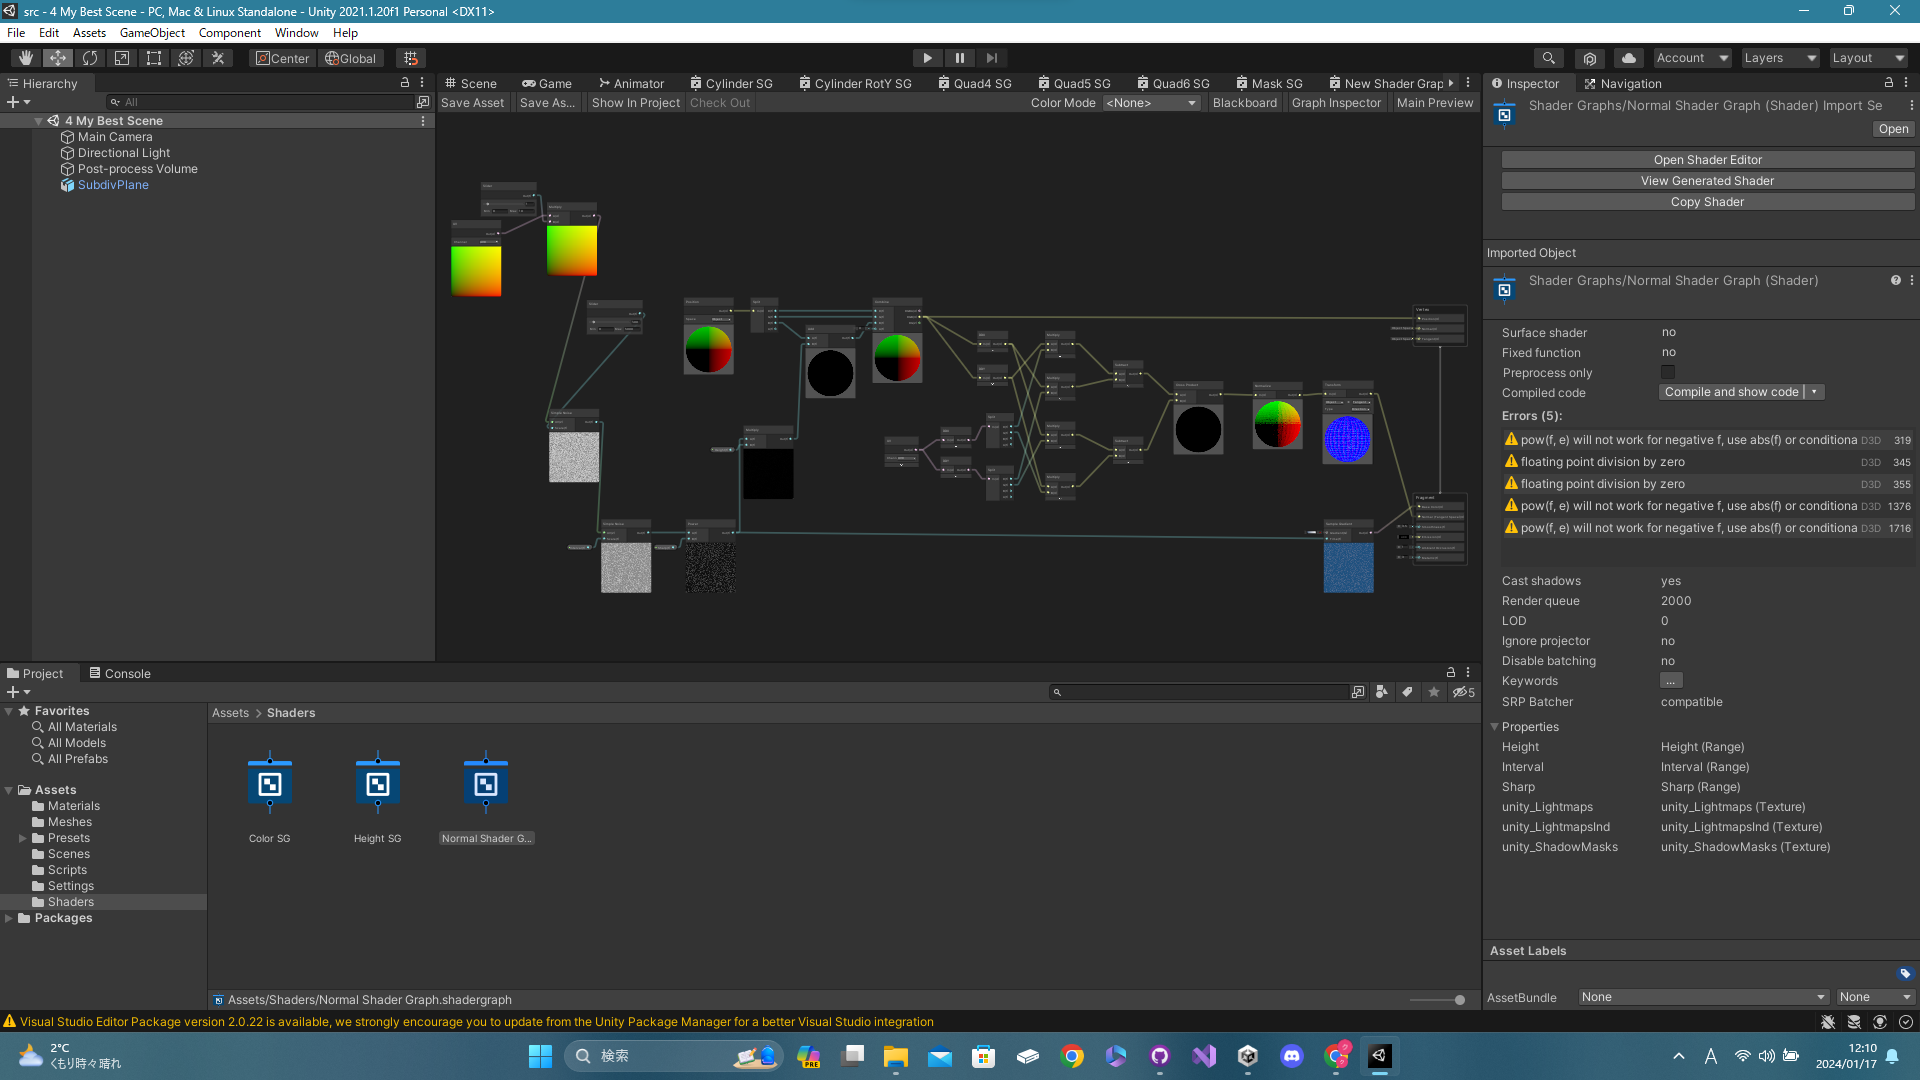 src - 4 My Best Scene - PC, Mac & Linux Standalone - Unity 2021.1.20f1 Personal <DX11>
File Edit Assets GameObject Component Window Help
Center Global
Account Layers Layout
Hierarchy
All
4 My Best Scene
Main Camera
Directional Light
Post-process Volume
SubdivPlane
Scene Game Animator Cylinder SG Cylinder RotY SG Quad4 SG Quad5 SG Quad6 SG Mask SG New Shader Grap
Save Asset Save As... Show In Project Check Out Color Mode <None> Blackboard Graph Inspector Main Preview
Vertex
Fragment
Inspector Navigation
Shader Graphs/Normal Shader Graph (Shader) Import Se
Open
Open Shader Editor
View Generated Shader
Copy Shader
Imported Object
Shader Graphs/Normal Shader Graph (Shader)
Surface shader no
Fixed function no
Preprocess only
Compiled code Compile and show code
Errors (5):
pow(f, e) will not work for negative f, use abs(f) or conditiona D3D 319
floating point division by zero D3D 345
floating point division by zero D3D 355
pow(f, e) will not work for negative f, use abs(f) or conditiona D3D 1376
pow(f, e) will not work for negative f, use abs(f) or conditiona D3D 1716
Cast shadows yes
Render queue 2000
LOD 0
Ignore projector no
Disable batching no
Keywords ...
SRP Batcher compatible
Properties
Height Height (Range)
Interval Interval (Range)
Sharp Sharp (Range)
unity_Lightmaps unity_Lightmaps (Texture)
unity_LightmapsInd unity_LightmapsInd (Texture)
unity_ShadowMasks unity_ShadowMasks (Texture)
Asset Labels
AssetBundle None None
Project Console
5
Favorites
All Materials
All Models
All Prefabs
Assets
Materials
Meshes
Presets
Scenes
Scripts
Settings
Shaders
Packages
Assets > Shaders
Color SG
Height SG
Normal Shader G...
Assets/Shaders/Normal Shader Graph.shadergraph
Visual Studio Editor Package version 2.0.22 is available, we strongly encourage you to update from the Unity Package Manager for a better Visual Studio integration
2°C
くもり時々晴れ
検索
PRE
A
12:10
2024/01/17